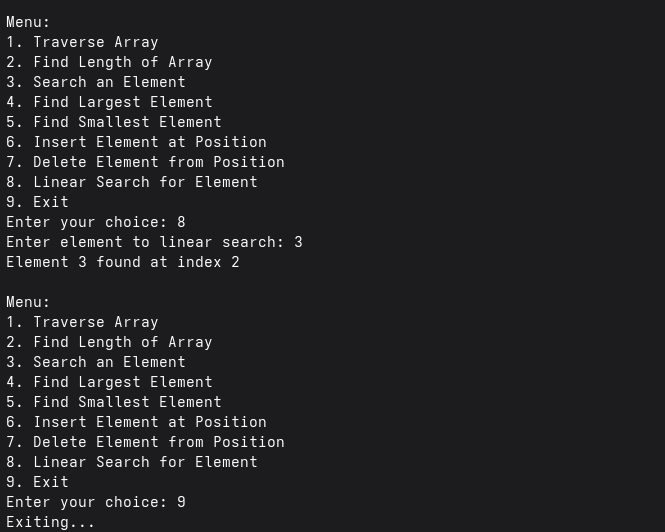 Menu:
1. Traverse Array
2. Find Length of Array
3. Search an Element
4. Find Largest Element
5. Find Smallest Element
6. Insert Element at Position
7. Delete Element from Position
8. Linear Search for Element
9. Exit
Enter your choice: 8
Enter element to linear search: 3
Element 3 found at index 2

Menu:
1. Traverse Array
2. Find Length of Array
3. Search an Element
4. Find Largest Element
5. Find Smallest Element
6. Insert Element at Position
7. Delete Element from Position
8. Linear Search for Element
9. Exit
Enter your choice: 9
Exiting...